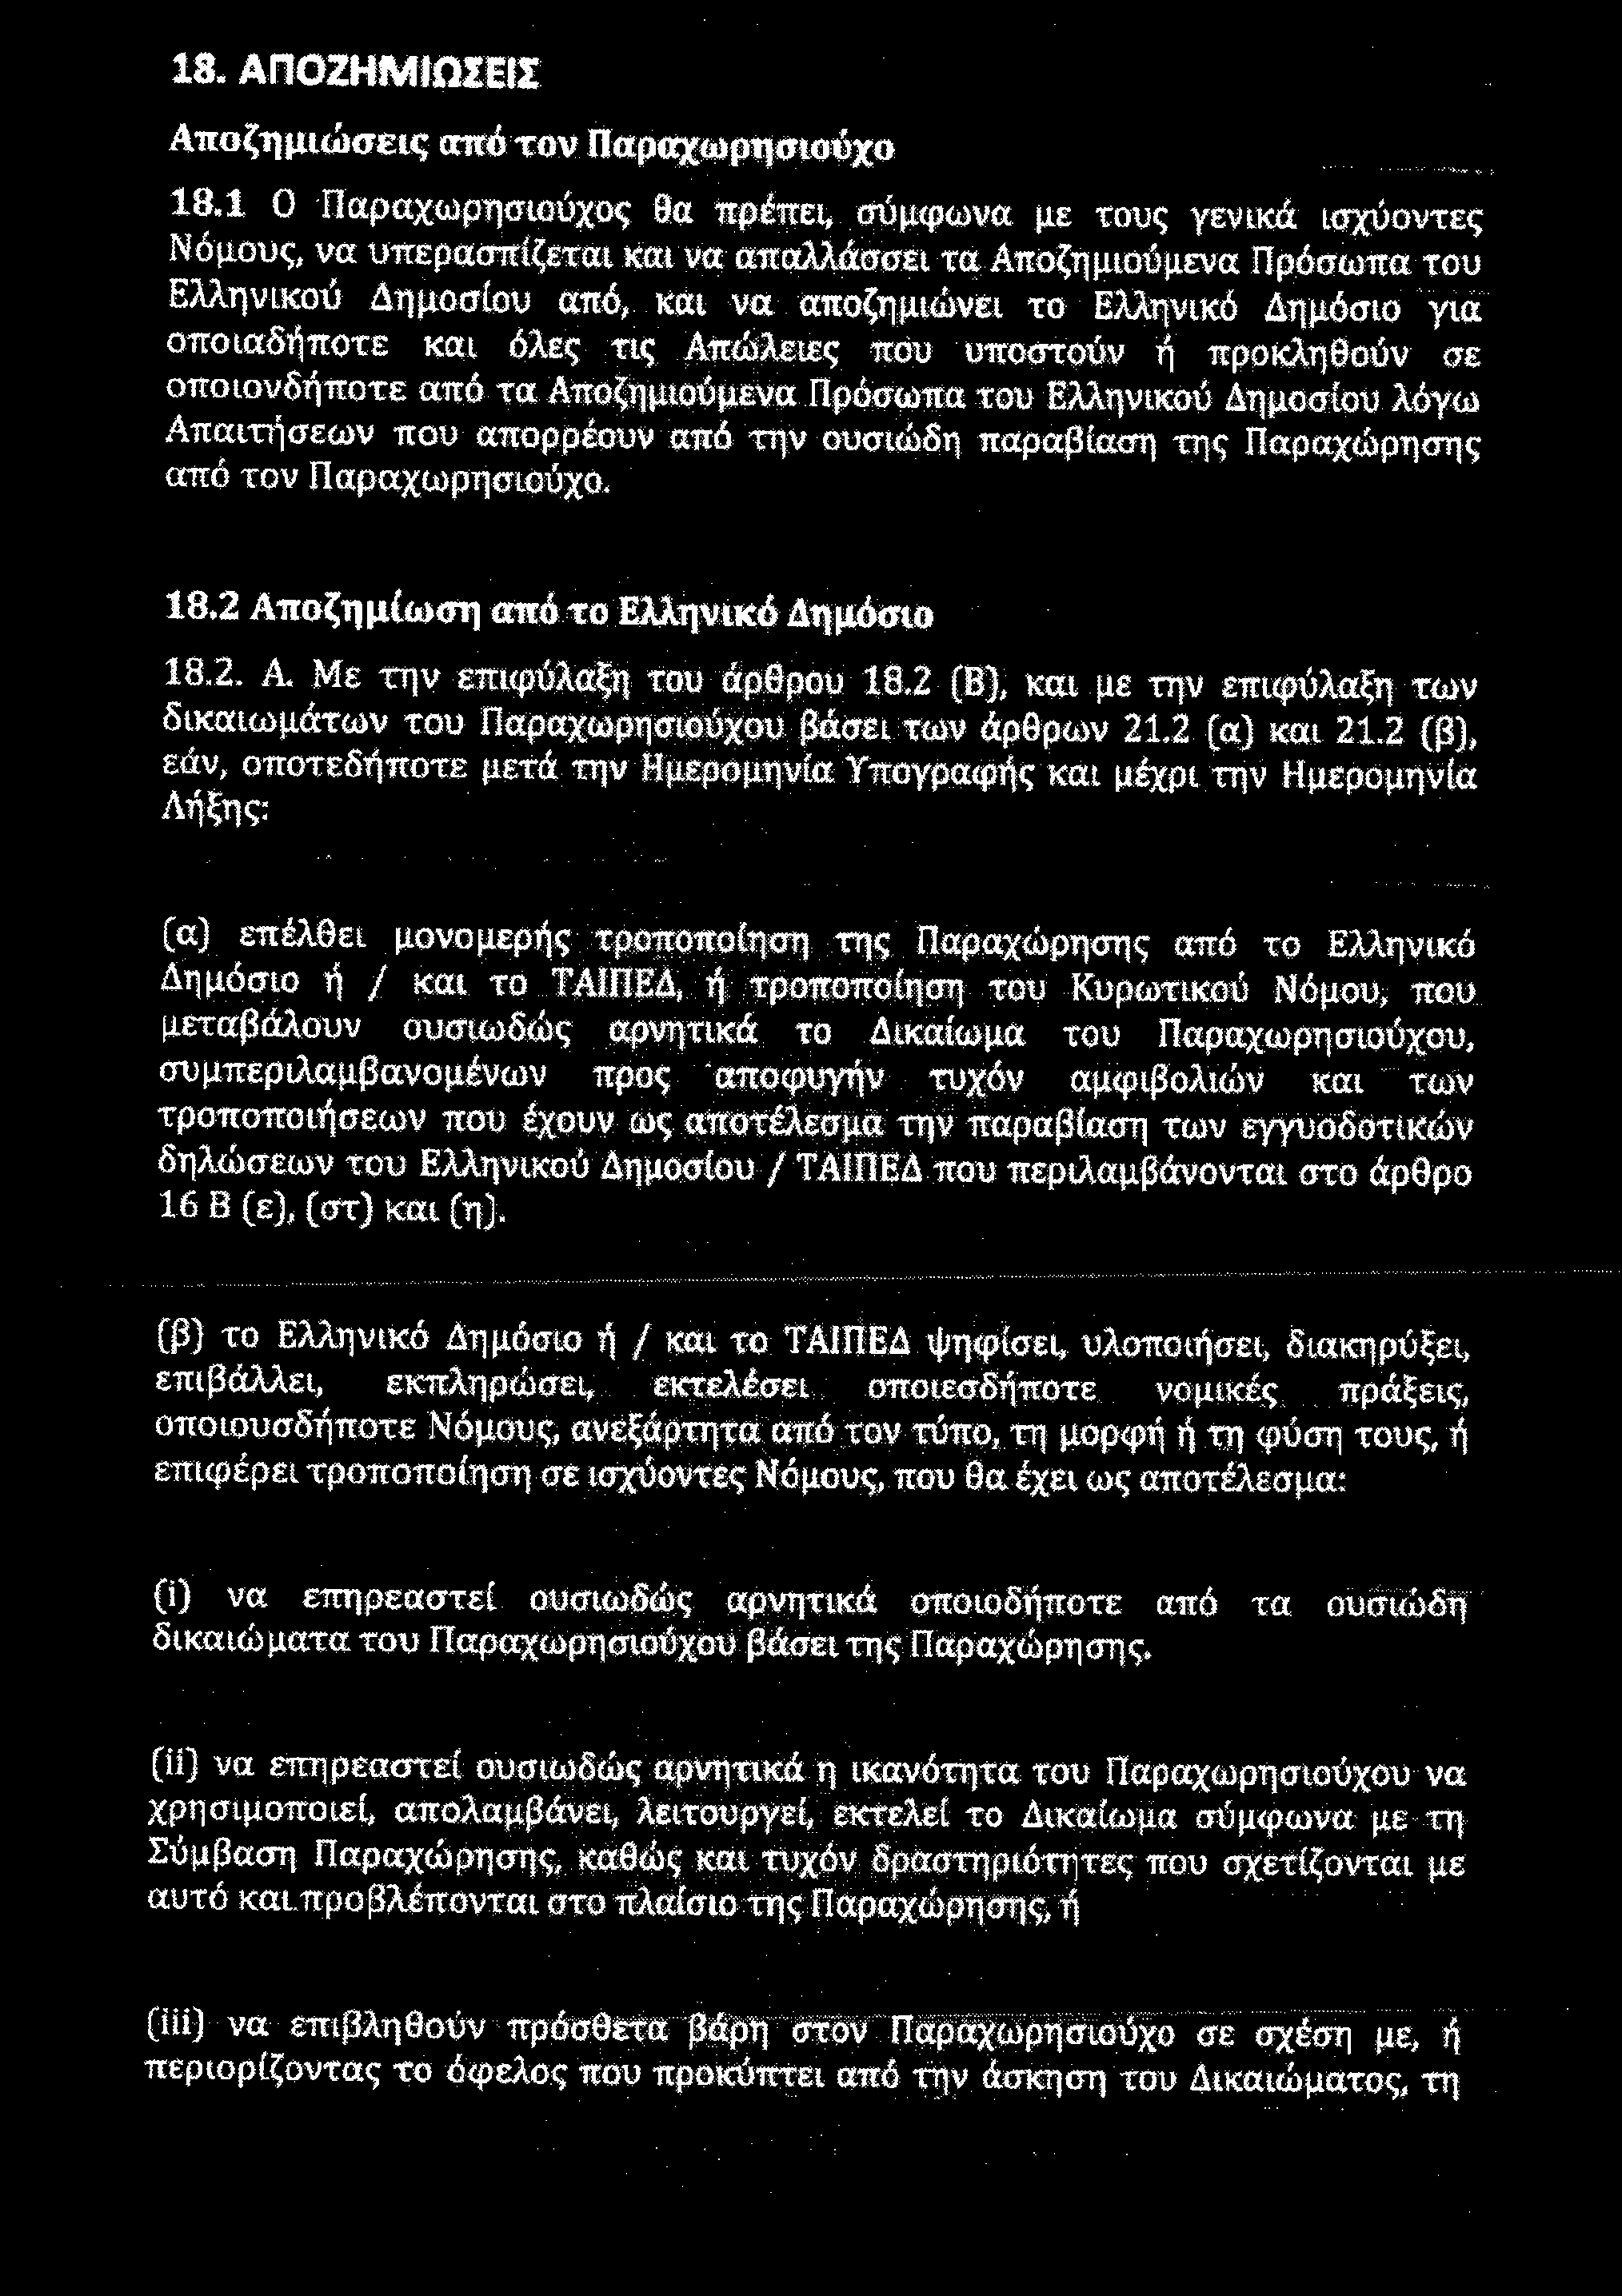 18. ΑΠΟΖΗΜΙΩΣΕΙΣ
Αποζημιώσεις από τον Παραχωρησιούχο
18.1 Ο Παραχωρησιούχος θα πρέπει, σύμφωνα με τους γενικά ισχύοντες
Νόμους, να υπερασπίζεται και να απαλλάσσει τα Αποζημιούμενα Πρόσωπα του
Ελληνικού Δημοσίου από, και να αποζημιώνει το Ελληνικό Δημόσιο για
οποιαδήποτε και όλες τις Απώλειες που υποστούν ή προκληθούν σε
οποιονδήποτε από τα Αποζημιούμενα Πρόσωπα του Ελληνικού Δημοσίου λόγω
Απαιτήσεων που απορρέουν από την ουσιώδη παραβίαση της Παραχώρησης
από τον Παραχωρησιούχο.
18.2 Αποζημίωση από το Ελληνικό Δημόσιο
18.2. Α. Με την επιφύλαξη του άρθρου 18.2 (Β), και με την επιφύλαξη των
δικαιωμάτων του Παραχωρησιούχου βάσει των άρθρων 21.2 (α) και 21.2 (β),
εάν, οποτεδήποτε μετά την Ημερομηνία Υπογραφής και μέχρι την Ημερομηνία
Λήξης:
(α) επέλθει μονομερής τροποποίηση της Παραχώρησης από το Ελληνικό
Δημόσιο ή / και το ΤΑΙΠΕΔ, ή τροποποίηση του Κυρωτικού Νόμου, που
μεταβάλουν ουσιωδώς αρνητικά το Δικαίωμα του Παραχωρησιούχου,
συμπεριλαμβανομένων προς αποφυγήν τυχόν αμφιβολιών και των
τροποποιήσεων που έχουν ως αποτέλεσμα την παραβίαση των εγγυοδοτικών
δηλώσεων του Ελληνικού Δημοσίου / ΤΑΙΠΕΔ που περιλαμβάνονται στο άρθρο
16 Β (ε), (στ) και (η).
(β) το Ελληνικό Δημόσιο ή / και το ΤΑΙΠΕΔ ψηφίσει, υλοποιήσει, διακηρύξει,
επιβάλλει, εκπληρώσει, εκτελέσει οποιεσδήποτε νομικές πράξεις,
οποιουσδήποτε Νόμους, ανεξάρτητα από τον τύπο, τη μορφή ή τη φύση τους, ή
επιφέρει τροποποίηση σε ισχύοντες Νόμους, που θα έχει ως αποτέλεσμα:
(i) να επηρεαστεί ουσιωδώς αρνητικά οποιοδήποτε από τα ουσιώδη
δικαιώματα του Παραχωρησιούχου βάσει της Παραχώρησης.
(ii) να επηρεαστεί ουσιωδώς αρνητικά η ικανότητα του Παραχωρησιούχου να
χρησιμοποιεί, απολαμβάνει, λειτουργεί, εκτελεί το Δικαίωμα σύμφωνα με τη
Σύμβαση Παραχώρησης, καθώς και τυχόν δραστηριότητες που σχετίζονται με
αυτό και προβλέπονται στο πλαίσιο της Παραχώρησης, ή
(iii) να επιβληθούν πρόσθετα βάρη στον Παραχωρησιούχο σε σχέση με, ή
περιορίζοντας το όφελος που προκύπτει από την άσκηση του Δικαιώματος, τη